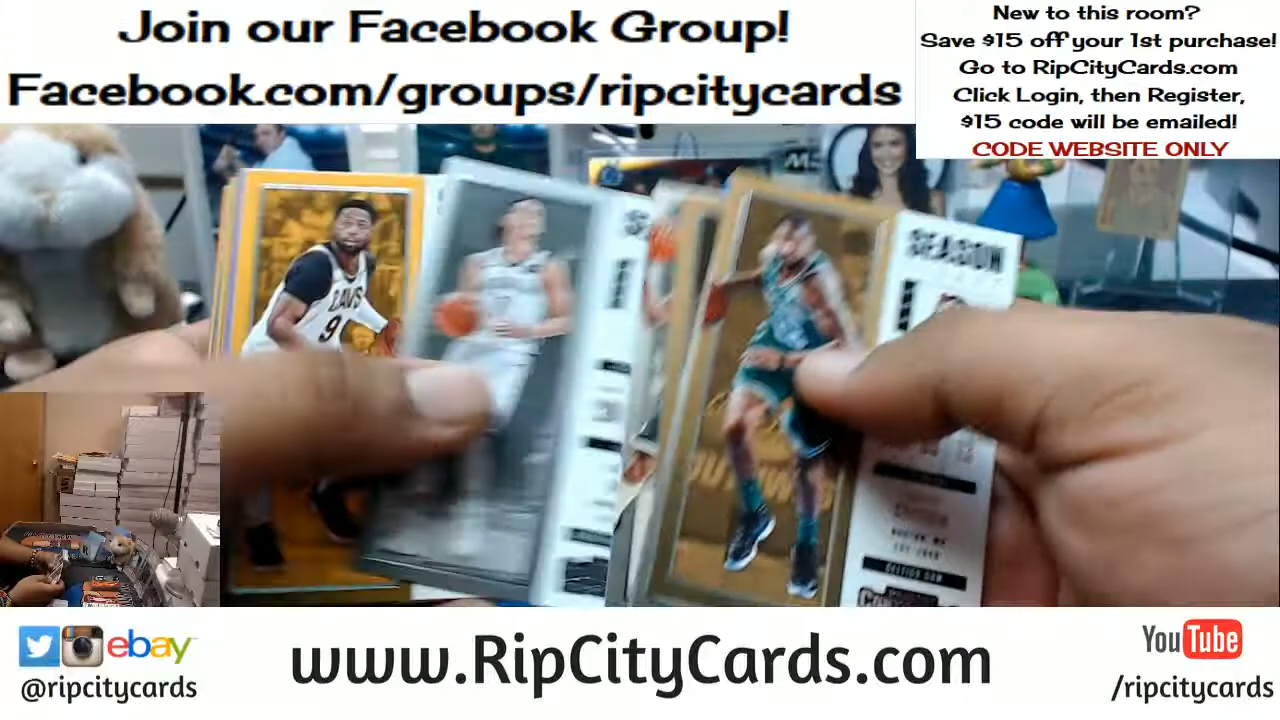 Join our Facebook Group!
Facebook.com/groups/ripcitycards
New to this room?
Save $15 off your 1st purchase!
Go to RipCityCards.com
Click Login, then Register,
$15 code will be emailed!
CODE WEBSITE ONLY
CAVS
9
SEASON
ebay
@ripcitycards
www.RipCityCards.com
YouTube
/ripcitycards